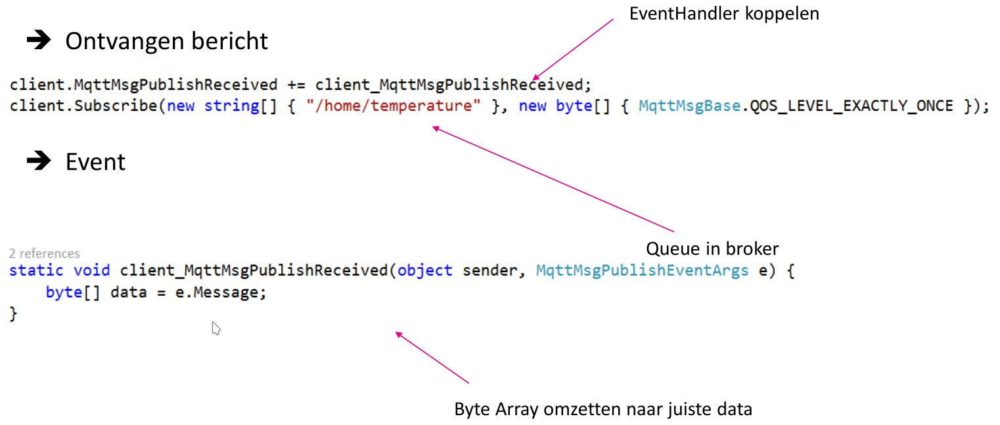 EventHandler koppelen
➔ Ontvangen bericht
client.MqttMsgPublishReceived += client_MqttMsgPublishReceived;
client.Subscribe(new string[] { "/home/temperature" }, new byte[] { MqttMsgBase.QOS_LEVEL_EXACTLY_ONCE });
➔ Event
Queue in broker
2 references
static void client_MqttMsgPublishReceived(object sender, MqttMsgPublishEventArgs e) {
    byte[] data = e.Message;
}
Byte Array omzetten naar juiste data